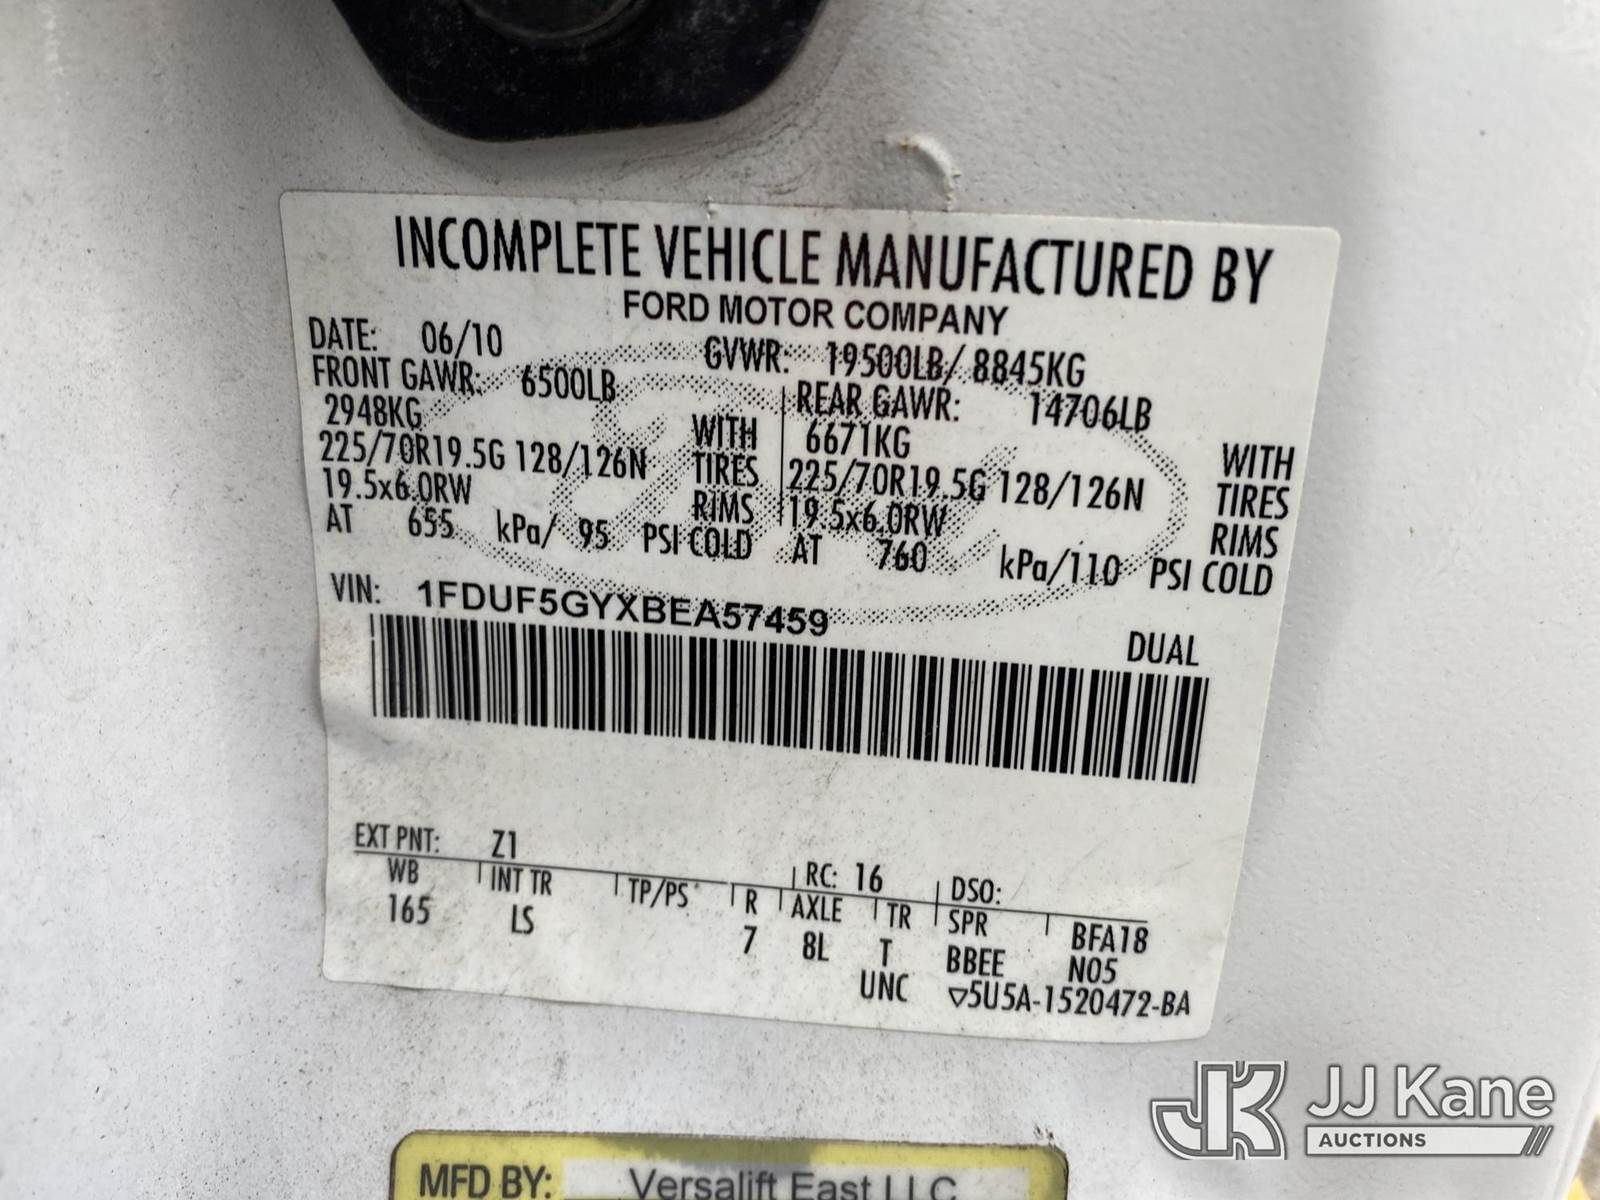 INCOMPLETE VEHICLE MANUFACTURED BY
FORD MOTOR COMPANY
DATE: 06/10 GVWR: 19500LB/ 8845KG
FRONT GAWR: 6500LB REAR GAWR: 14706LB
2948KG WITH 6671KG WITH
225/70R19.5G 128/126N TIRES 225/70R19.5G 128/126N TIRES
19.5x6.0RW RIMS 19.5x6.0RW RIMS
AT 655 kPa/ 95 PSI COLD AT 760 kPa/110 PSI COLD
VIN: 1FDUF5GYXBEA57459
DUAL
EXT PNT: Z1 RC: 16 DSO:
WB INT TR TP/PS R AXLE TR SPR BFA18
165 LS 7 8L T BBEE N05
UNC ▽5U5A-1520472-BA
MFD BY: Versalift East LLC
JK JJ Kane
AUCTIONS